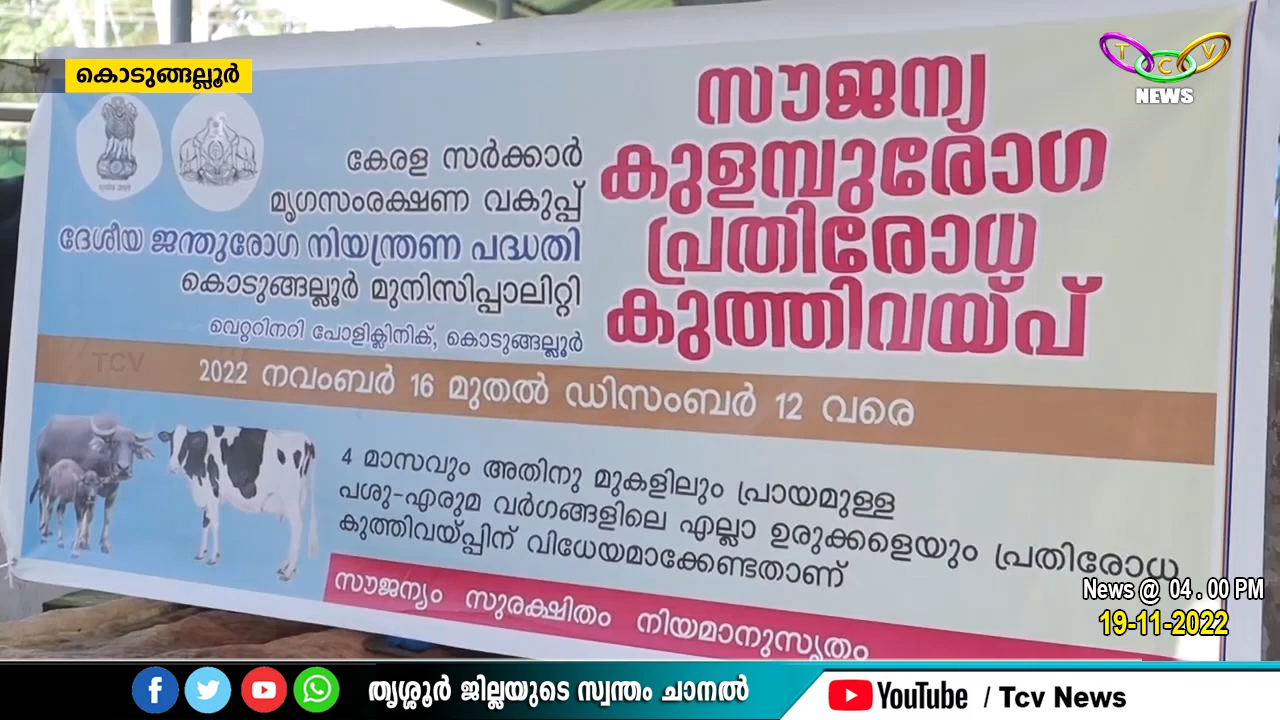 കൊടുങ്ങല്ലൂർ
TCV
NEWS
കേരള സർക്കാർ
മൃഗസംരക്ഷണ വകുപ്പ്
ദേശീയ ജന്തുരോഗ നിയന്ത്രണ പദ്ധതി
കൊടുങ്ങല്ലൂർ മുനിസിപ്പാലിറ്റി
വെറ്ററിനറി പോളിക്ലിനിക്, കൊടുങ്ങല്ലൂർ
സൗജന്യ
കുളമ്പുരോഗ
പ്രതിരോധ
കുത്തിവയ്പ്
TCV
2022 നവംബർ 16 മുതൽ ഡിസംബർ 12 വരെ
4 മാസവും അതിനു മുകളിലും പ്രായമുള്ള
പശു-എരുമ വർഗങ്ങളിലെ എല്ലാ ഉരുക്കളെയും പ്രതിരോധ
കുത്തിവയ്പ്പിന് വിധേയമാക്കേണ്ടതാണ്
സൗജന്യം സുരക്ഷിതം നിയമാനുസൃതം
News @ 04.00 PM
19-11-2022
തൃശ്ശൂർ ജില്ലയുടെ സ്വന്തം ചാനൽ
YouTube / Tcv News